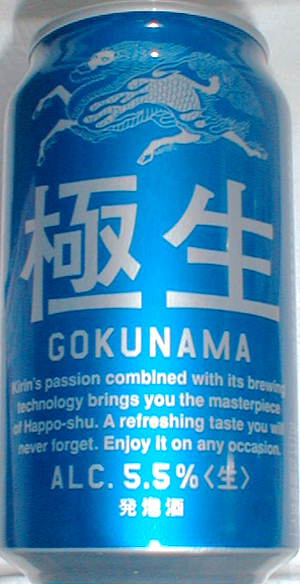 極生
GOKUNAMA
Kirin's passion combined with its brewing
technology brings you the masterpiece
of Happo-shu. A refreshing taste you will
never forget. Enjoy it on any occasion.
ALC. 5.5%〈生〉
発泡酒